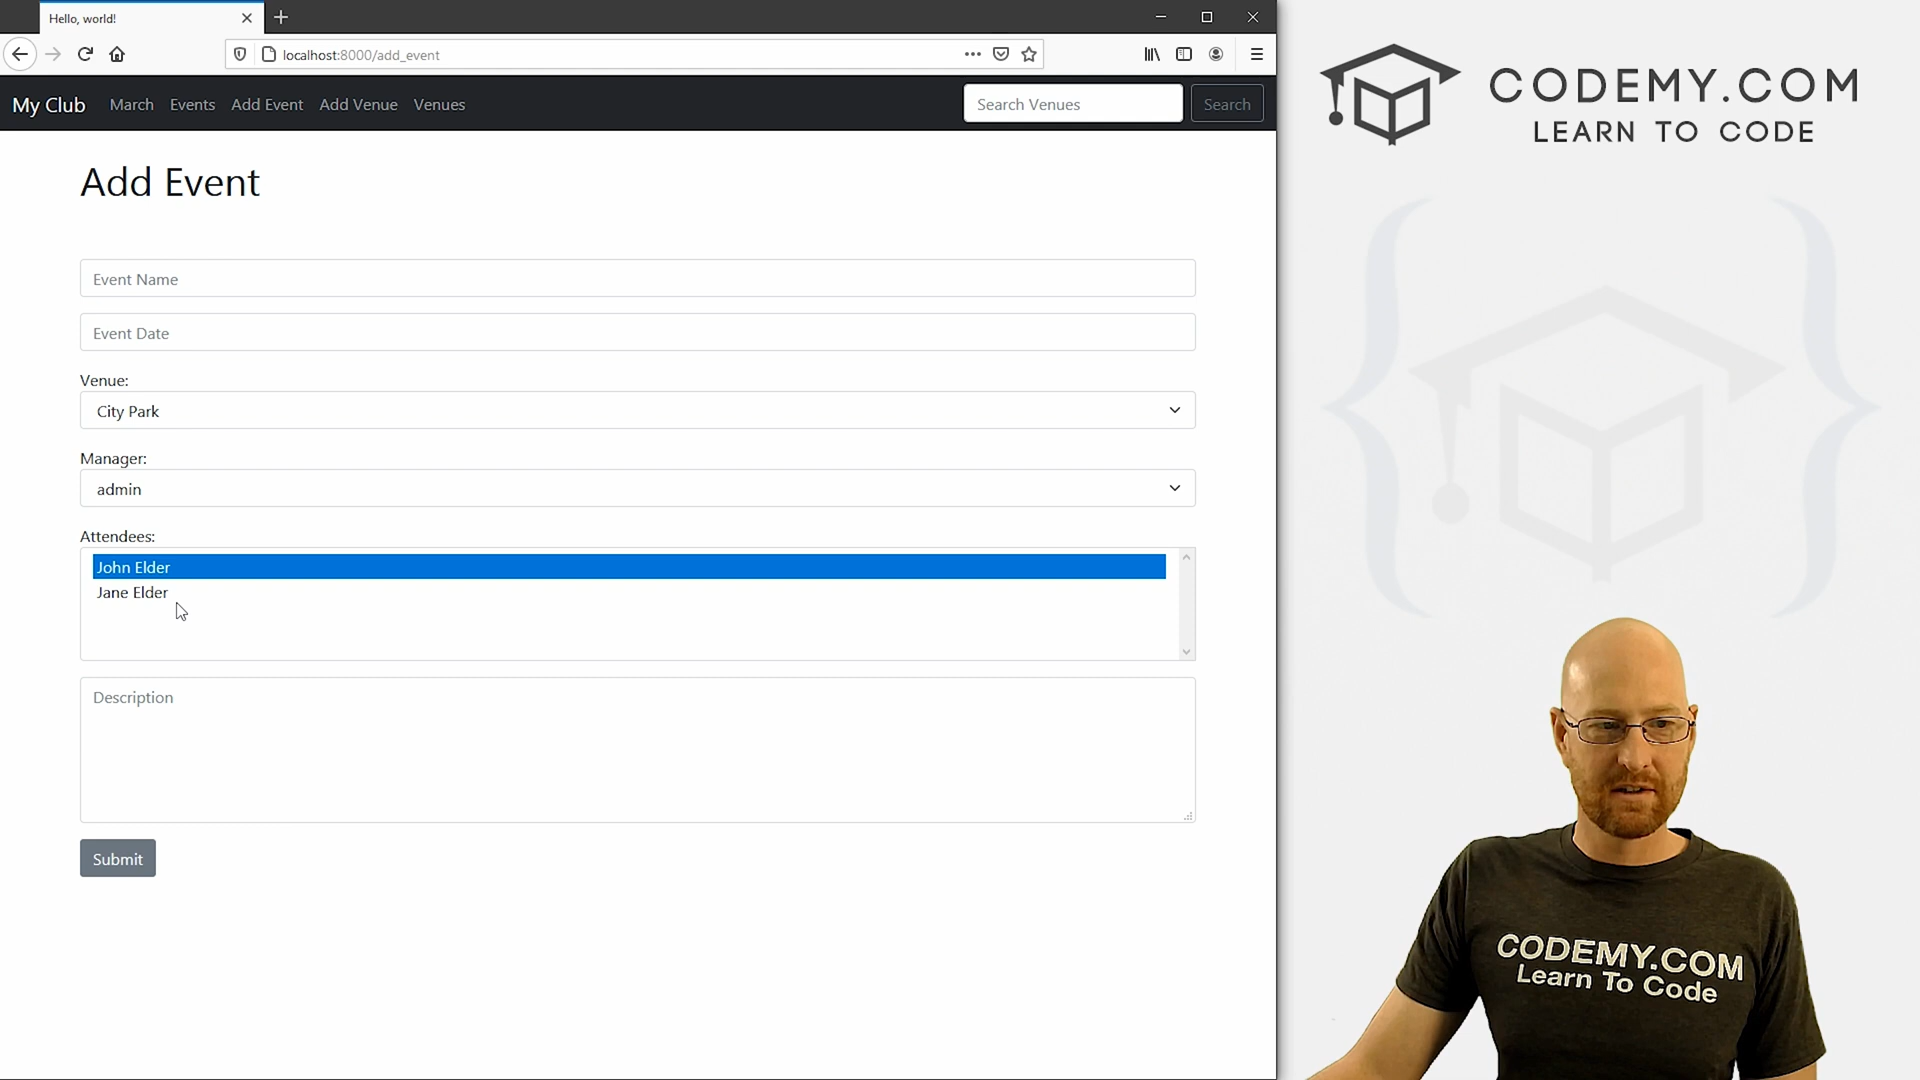 Hello, world!
localhost:8000/add_event
My Club March Events Add Event Add Venue Venues Search Venues Search
CODEMY.COM
LEARN TO CODE
Add Event
Event Name
Event Date
Venue:
City Park
Manager:
admin
Attendees:
John Elder
Jane Elder
Description
Submit
CODEMY.COM
Learn To Code